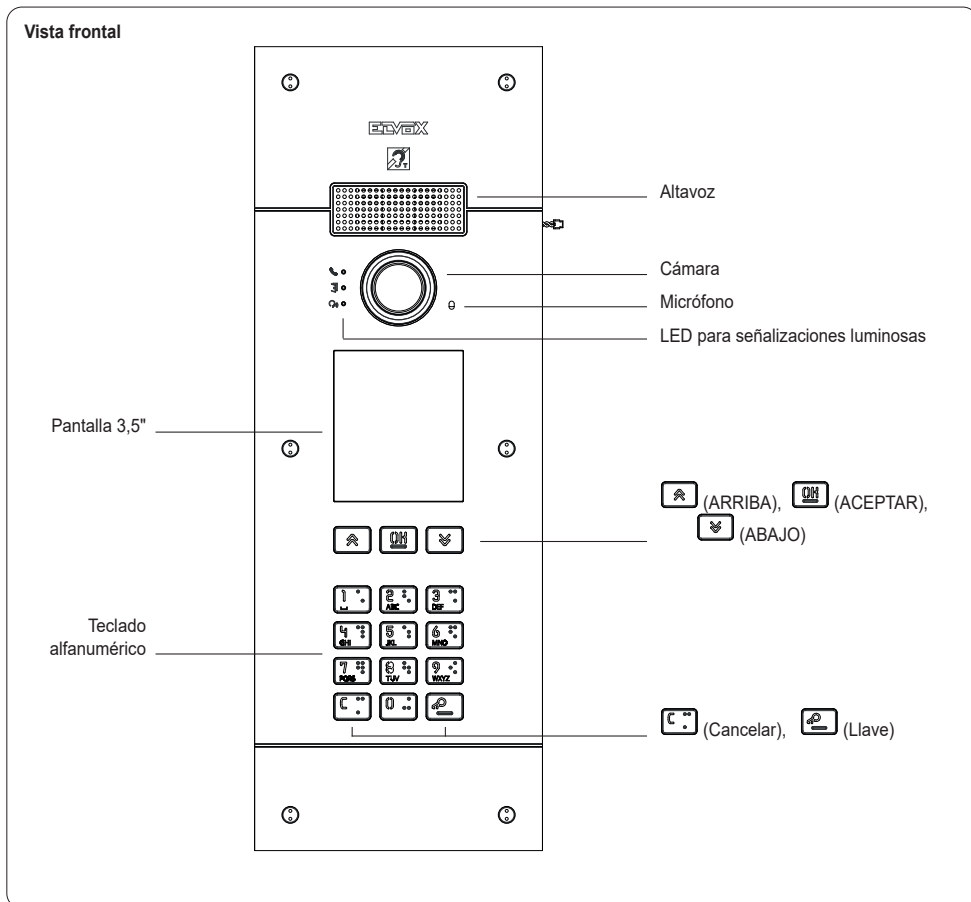 Vista frontal
ELVOX
T
Altavoz
Cámara
Micrófono
LED para señalizaciones luminosas
Pantalla 3,5"
(ARRIBA), OK (ACEPTAR),
(ABAJO)
OK
1 2 ABC 3 DEF
4 GHI 5 JKL 6 MNO
7 PQRS 8 TUV 9 WXYZ
C 0
Teclado
alfanumérico
C (Cancelar), (Llave)